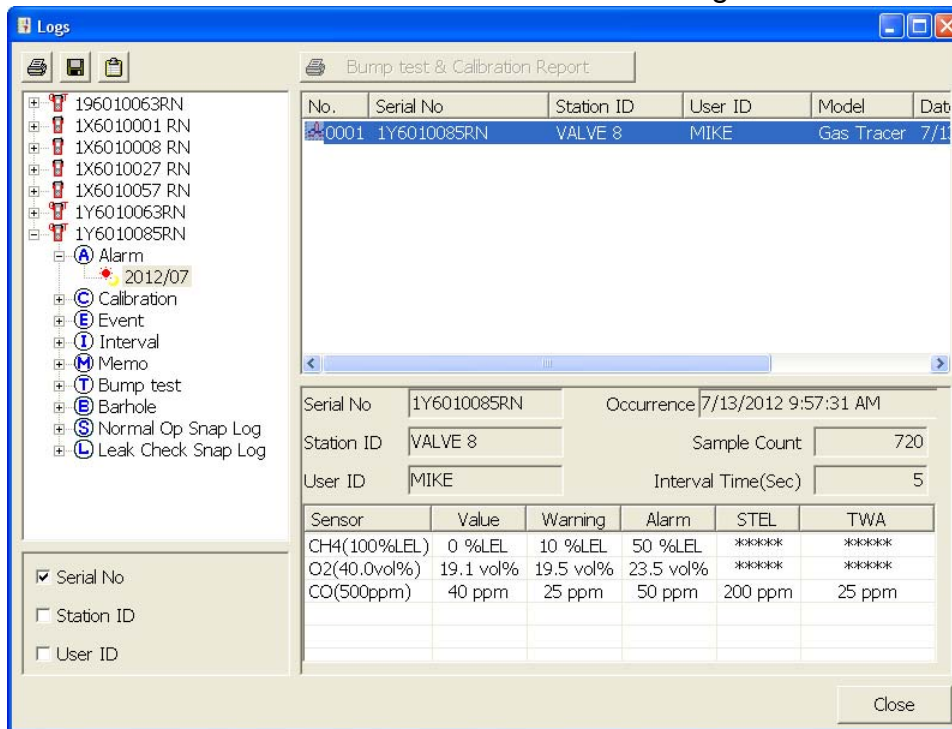 Logs
Bump test & Calibration Report
196010063RN
1X6010001 RN
1X6010008 RN
1X6010027 RN
1X6010057 RN
1Y6010063RN
1Y6010085RN
A Alarm
2012/07
C Calibration
E Event
I Interval
M Memo
T Bump test
B Barhole
S Normal Op Snap Log
L Leak Check Snap Log
Serial No
Station ID
User ID
No. Serial No Station ID User ID Model
0001 1Y6010085RN VALVE 8 MIKE Gas Tracer
Serial No 1Y6010085RN Occurrence 7/13/2012 9:57:31 AM
Station ID VALVE 8 Sample Count 720
User ID MIKE Interval Time(Sec) 5
Sensor Value Warning Alarm STEL TWA
CH4(100%LEL) 0 %LEL 10 %LEL 50 %LEL ***** *****
O2(40.0vol%) 19.1 vol% 19.5 vol% 23.5 vol% ***** *****
CO(500ppm) 40 ppm 25 ppm 50 ppm 200 ppm 25 ppm
Close